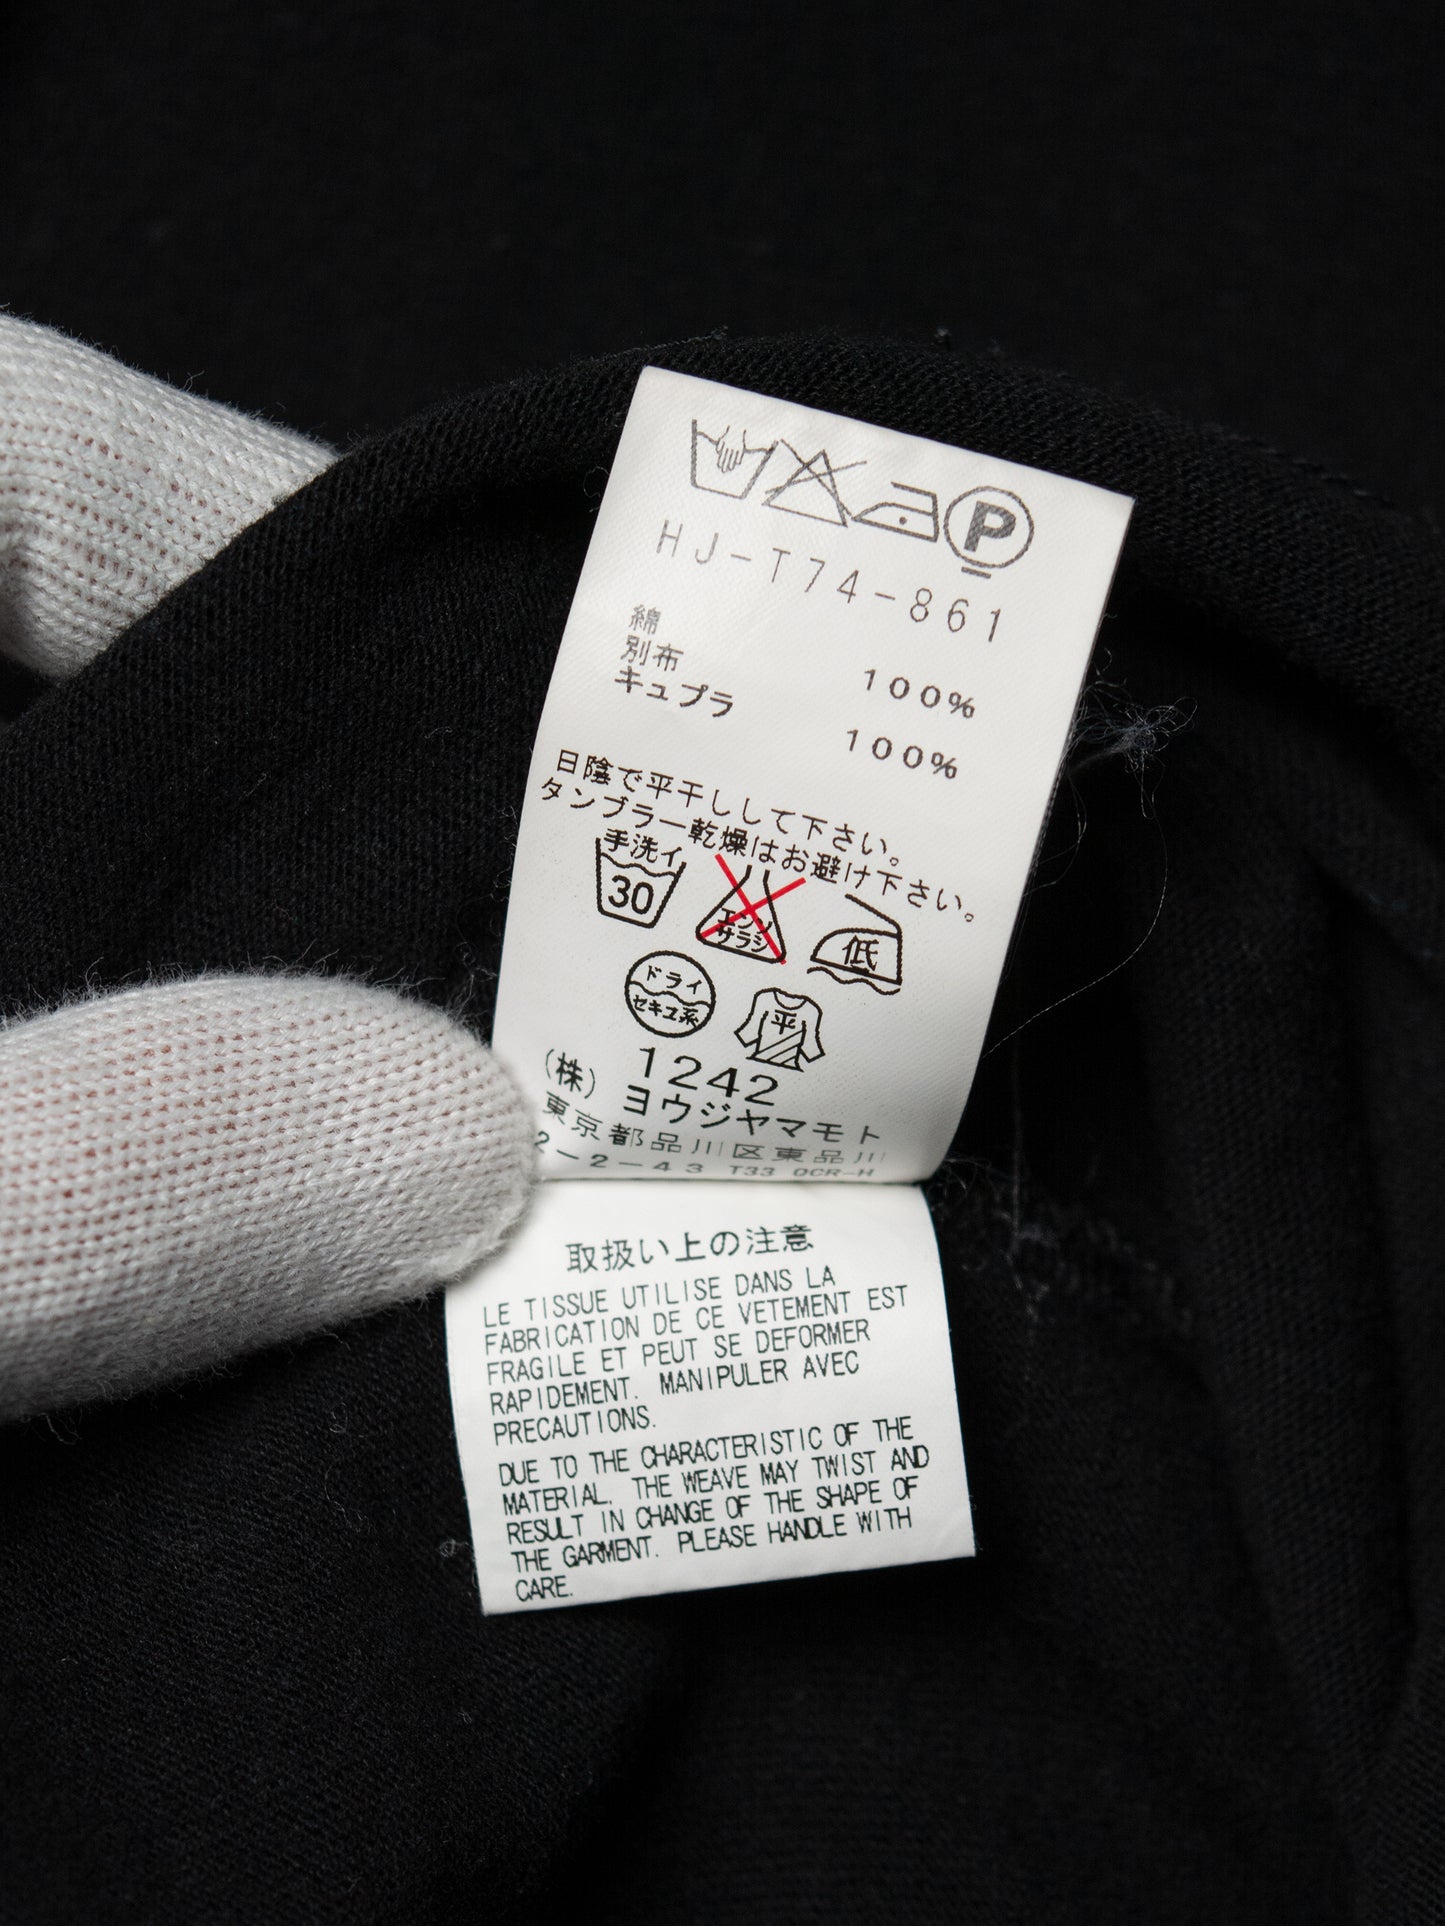 P
HJ-T74-861
綿
100%
別布
キュプラ
100%
日陰で平干しして下さい。
タンブラー乾燥はお避け下さい。
手洗イ
30
エンソ
サラシ
低
ドライ
セキユ系
平
1242
(株) ヨウジヤマモト
東京都品川区東品川
2-2-43 T33 OCR-H
取扱い上の注意
LE TISSUE UTILISE DANS LA
FABRICATION DE CE VETEMENT EST
FRAGILE ET PEUT SE DEFORMER
RAPIDEMENT. MANIPULER AVEC
PRECAUTIONS.
DUE TO THE CHARACTERISTIC OF THE
MATERIAL, THE WEAVE MAY TWIST AND
RESULT IN CHANGE OF THE SHAPE OF
THE GARMENT. PLEASE HANDLE WITH
CARE.